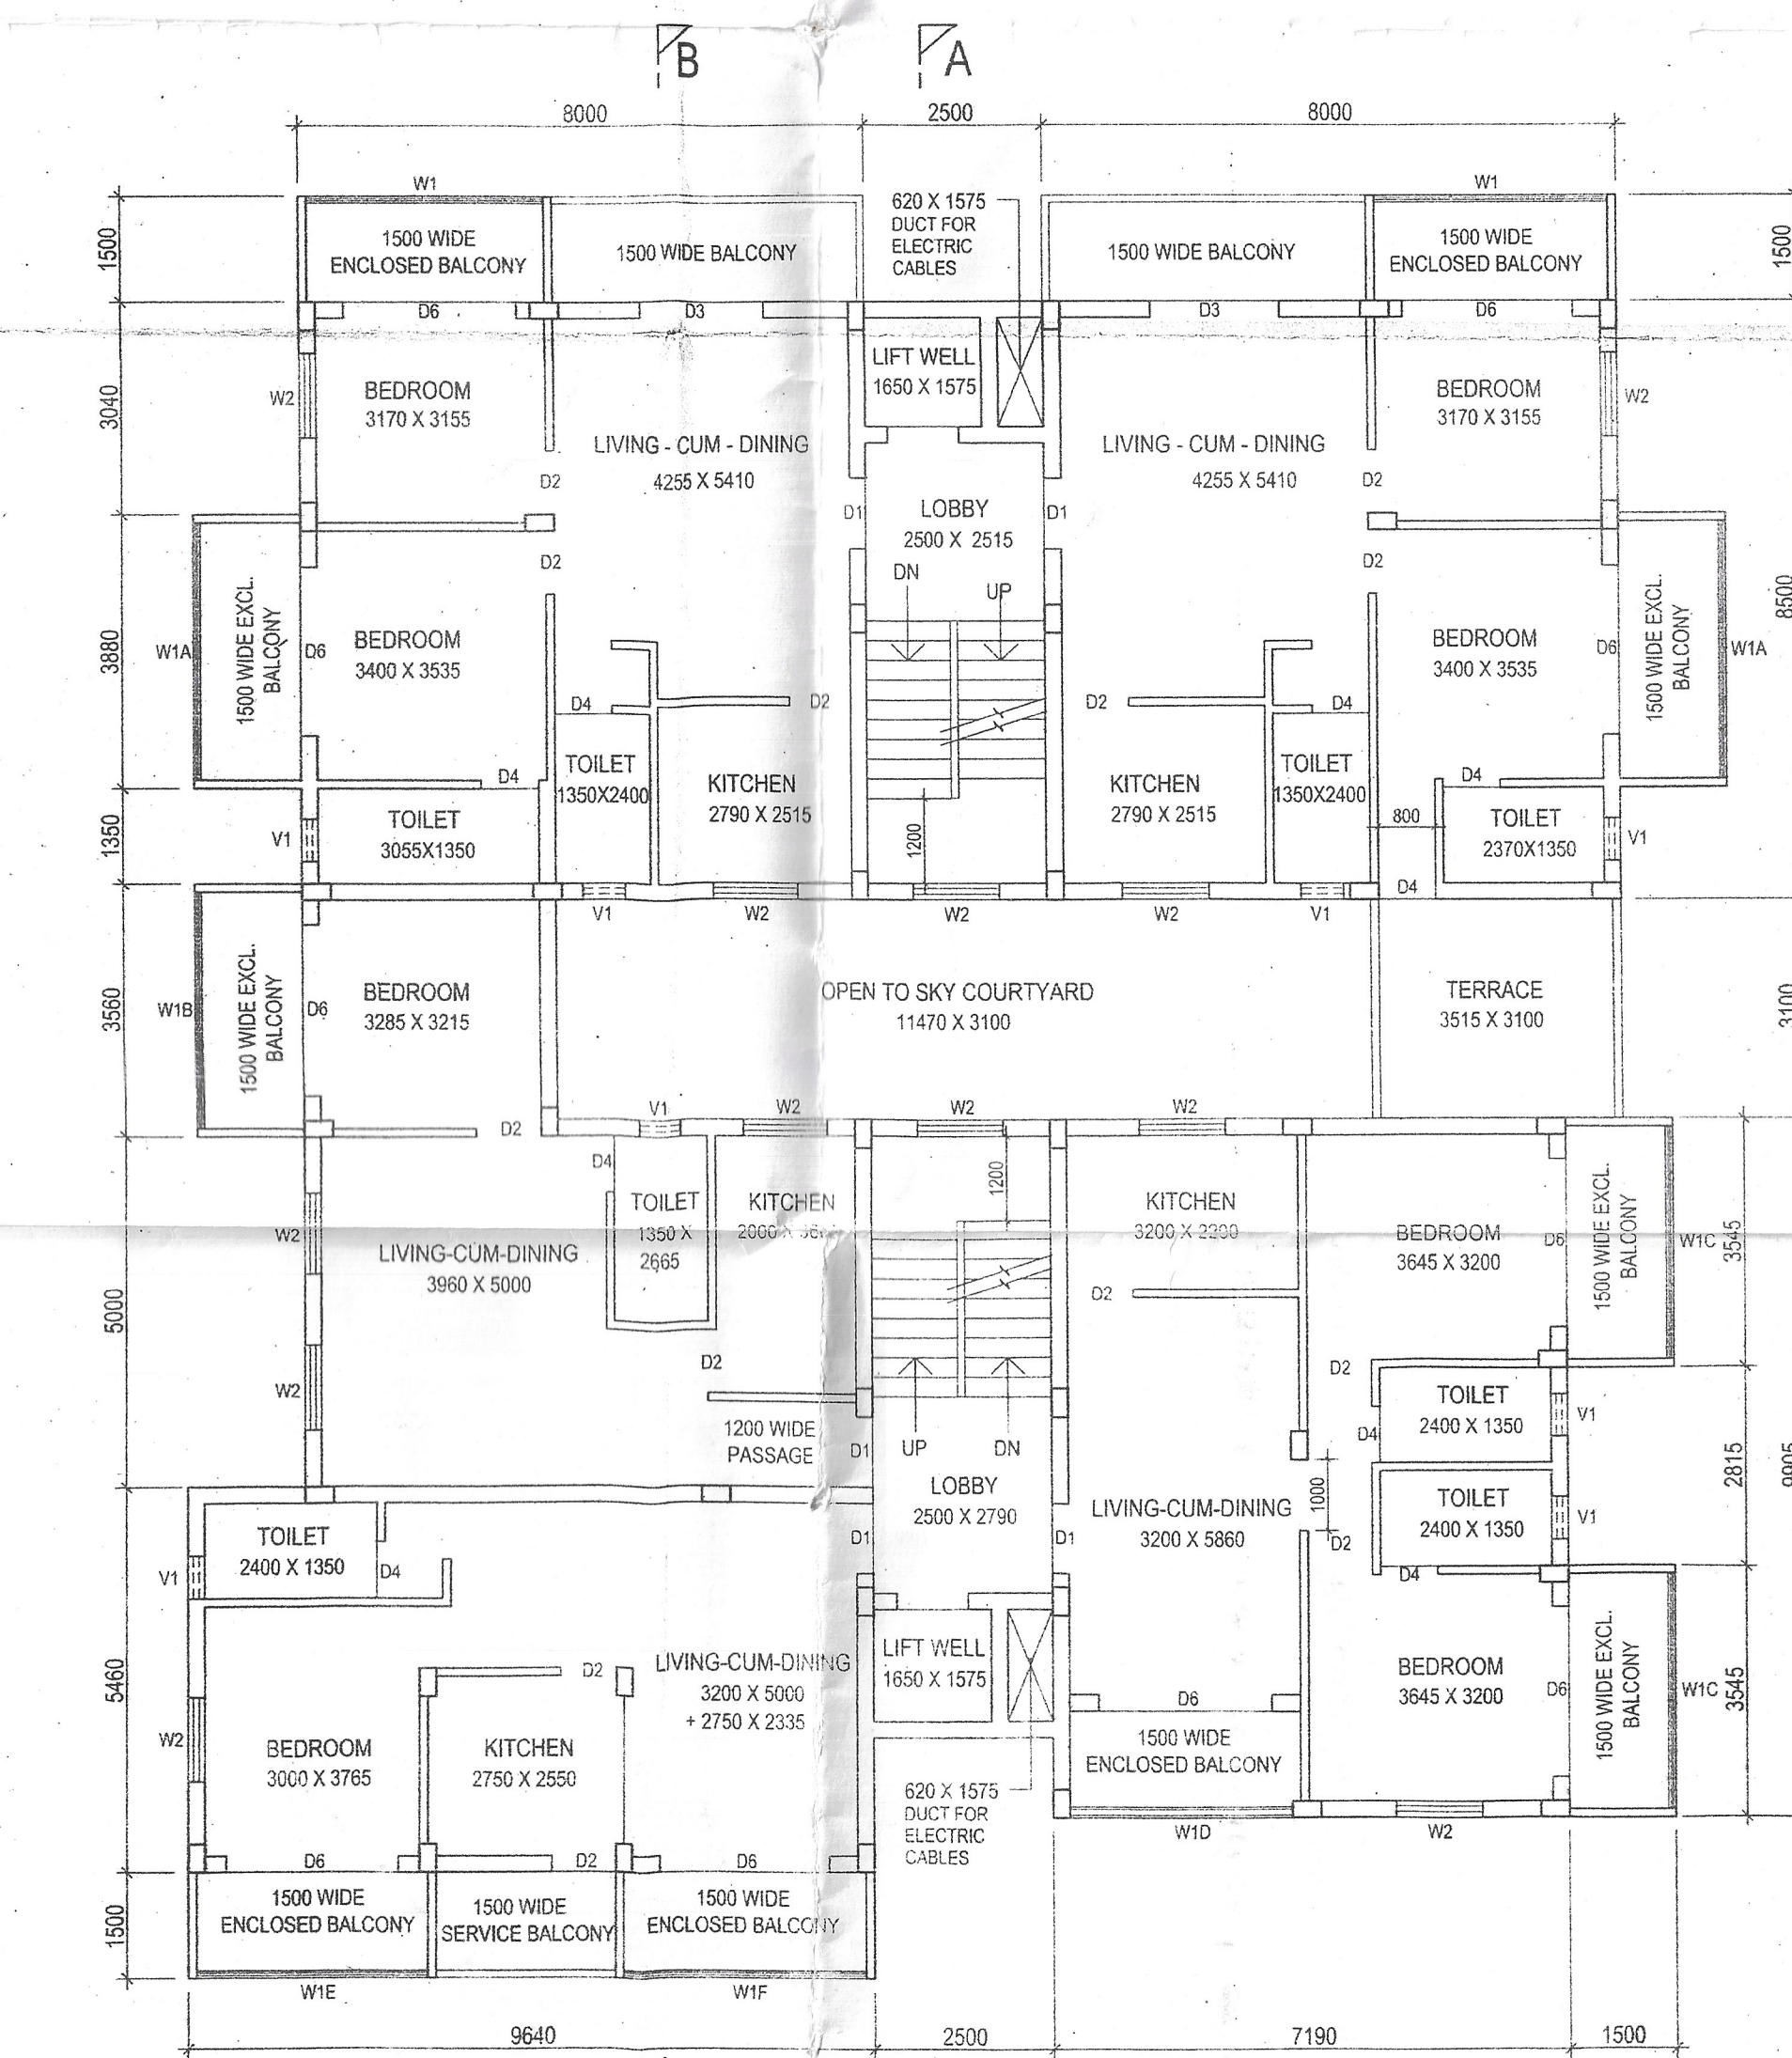 B
A
8000
2500
8000
W1
W1
1500
1500 WIDE
ENCLOSED BALCONY
1500 WIDE BALCONY
620 X 1575
DUCT FOR
ELECTRIC
CABLES
1500 WIDE BALCONY
1500 WIDE
ENCLOSED BALCONY
1500
D6
D3
D3
D6
3040
W2
BEDROOM
3170 X 3155
LIVING - CUM - DINING
4255 X 5410
LIFT WELL
1650 X 1575
LIVING - CUM - DINING
4255 X 5410
BEDROOM
3170 X 3155
W2
D2
D2
D1
LOBBY
2500 X 2515
D1
D2
D2
DN
UP
8500
3880
W1A
1500 WIDE EXCL.
BALCONY
D6
BEDROOM
3400 X 3535
BEDROOM
3400 X 3535
D6
1500 WIDE EXCL.
BALCONY
W1A
D4
D2
D2
D4
D4
TOILET
1350X2400
KITCHEN
2790 X 2515
KITCHEN
2790 X 2515
TOILET
1350X2400
D4
1350
V1
TOILET
3055X1350
1200
800
TOILET
2370X1350
V1
D4
V1
W2
W2
W2
V1
3560
W1B
1500 WIDE EXCL.
BALCONY
D6
BEDROOM
3285 X 3215
OPEN TO SKY COURTYARD
11470 X 3100
TERRACE
3515 X 3100
3100
D2
V1
W2
W2
W2
D4
TOILET
1350 X
2665
KITCHEN
1200
KITCHEN
3200 X 2200
BEDROOM
3645 X 3200
D6
1500 WIDE EXCL.
BALCONY
W1C
3545
5000
W2
LIVING-CUM-DINING
3960 X 5000
D2
W2
D2
D2
1200 WIDE
PASSAGE
D1
UP
DN
TOILET
2400 X 1350
V1
D4
LOBBY
2500 X 2790
LIVING-CUM-DINING
3200 X 5860
1000
TOILET
2400 X 1350
V1
2815
D1
D1
D2
D4
V1
TOILET
2400 X 1350
D4
5460
W2
BEDROOM
3000 X 3765
D2
KITCHEN
2750 X 2550
LIVING-CUM-DINING
3200 X 5000
+ 2750 X 2335
LIFT WELL
1650 X 1575
D6
1500 WIDE
ENCLOSED BALCONY
BEDROOM
3645 X 3200
D6
1500 WIDE EXCL.
BALCONY
W1C
3545
620 X 1575
DUCT FOR
ELECTRIC
CABLES
W1D
W2
D6
D2
D6
1500
1500 WIDE
ENCLOSED BALCONY
1500 WIDE
SERVICE BALCONY
1500 WIDE
ENCLOSED BALCONY
W1E
W1F
9640
2500
7190
1500